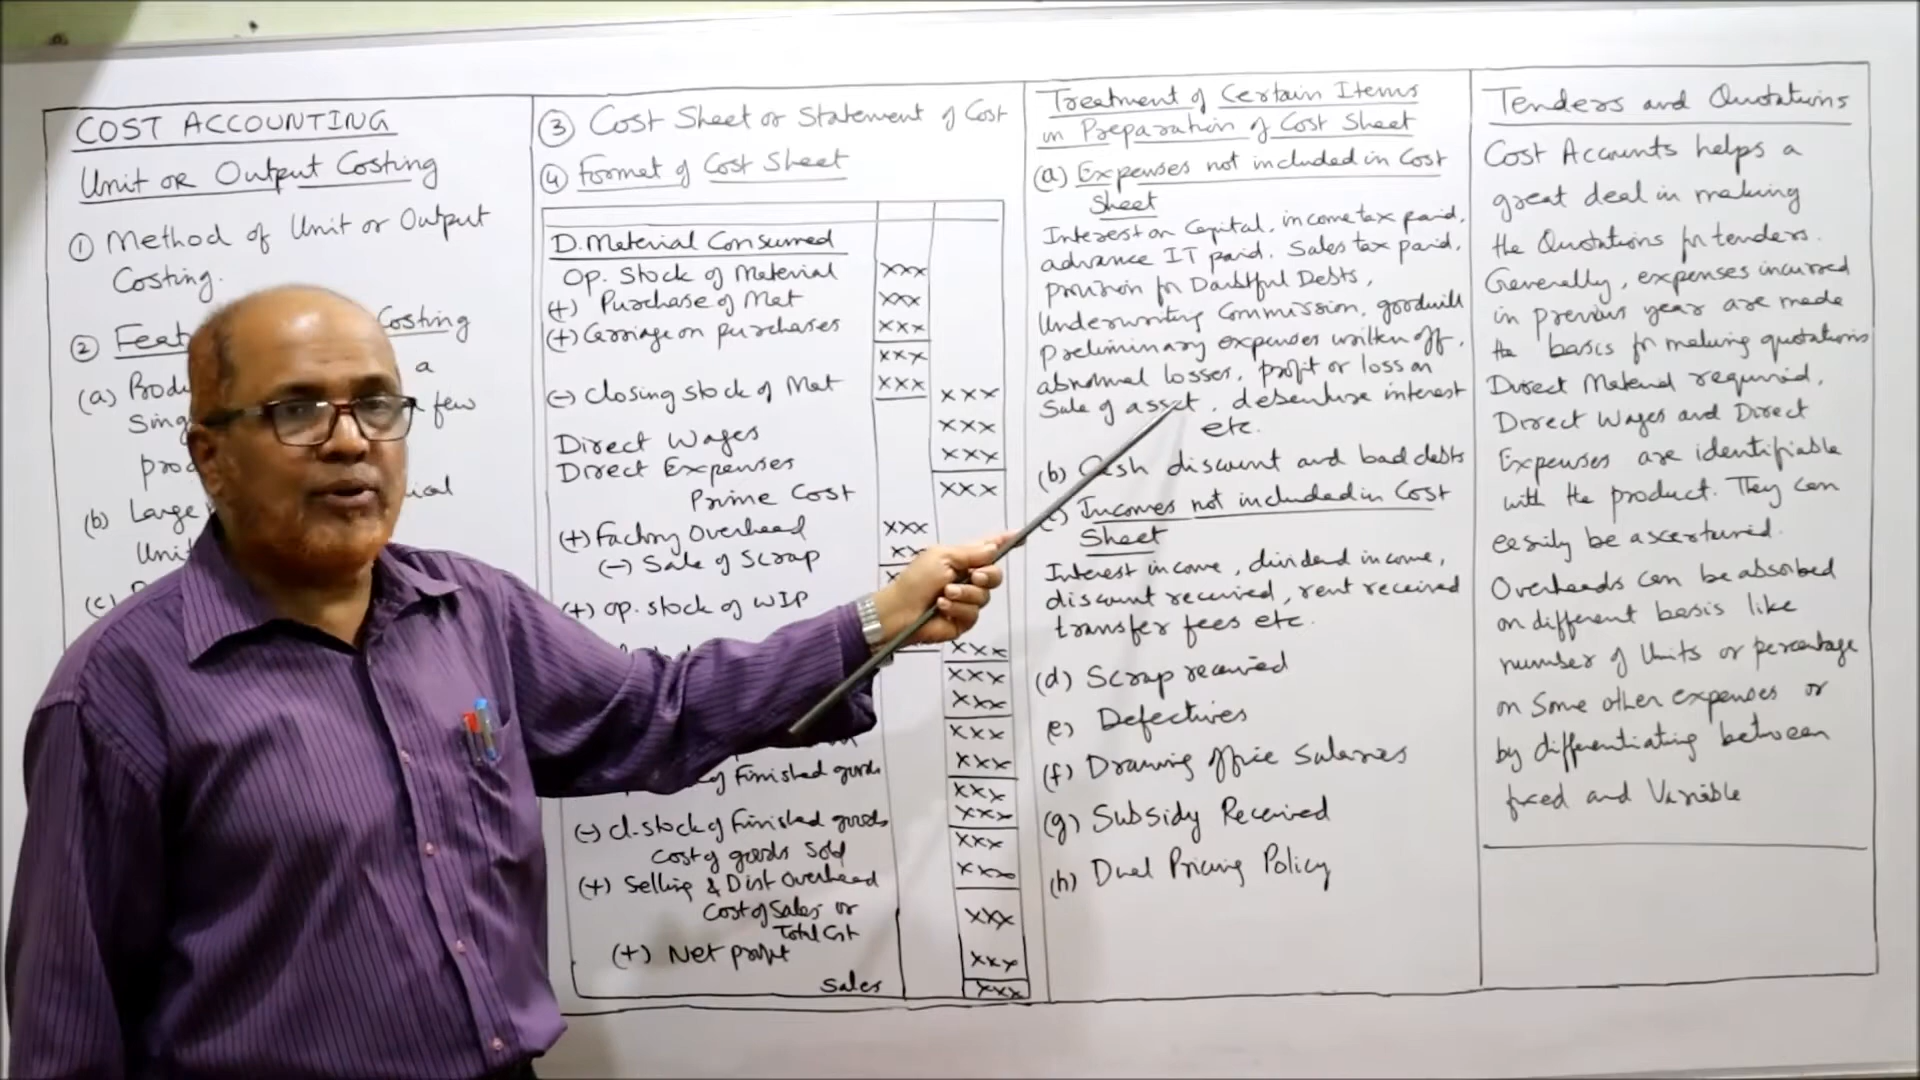 COST ACCOUNTING
Unit or Output Costing
① Method of Unit or Output
Costing.
② Costing
(a) a
few
(b) Large
Unit
(c)
③ Cost Sheet or Statement of Cost
④ Format of Cost Sheet
D. Material Consumed
Op. Stock of Material xxx
(+) Purchase of Mat xxx
(+) Carriage on purchases xxx
xxx
(-) Closing stock of Mat xxx xxx
Direct Wages xxx
Direct Expenses xxx
Prime Cost xxx
(+) Factory Overhead xxx
(-) Sale of Scrap
(+) op. stock of WIP
xxx
xxx
xxx
xxx
of Finished goods xxx
xxx
(-) cl. stock of Finished goods xxx
Cost of goods Sold xxx
(+) Selling & Dist Overhead xxx
Cost of Sales or xxx
Total Cost
(+) Net profit xxx
Sales xxx
Treatment of Certain Items
in Preparation of Cost Sheet
(a) Expenses not included in Cost
Sheet
Interest on Capital, income tax paid,
advance IT paid. Sales tax paid,
provision for Doubtful Debts,
Underwriting Commission, goodwill
preliminary expenses written off,
abnormal losses, profit or loss on
Sale of asset, debenture interest
etc.
(b) Cash discount and bad debts
Incomes not included in Cost
Sheet
Interest income, dividend income,
discount received, rent received
transfer fees etc.
(d) Scrap received
(e) Defectives
(f) Drawing office Salaries
(g) Subsidy Received
(h) Dual Pricing Policy
Tenders and Quotations
Cost Accounts helps a
great deal in making
the Quotations for tenders.
Generally, expenses incurred
in previous year are made
the basis for making quotations
Direct Material required,
Direct Wages and Direct
Expenses are identifiable
with the product. They can
easily be ascertained.
Overheads can be absorbed
on different basis like
number of Units or percentage
on Some other expenses or
by differentiating between
fixed and Variable